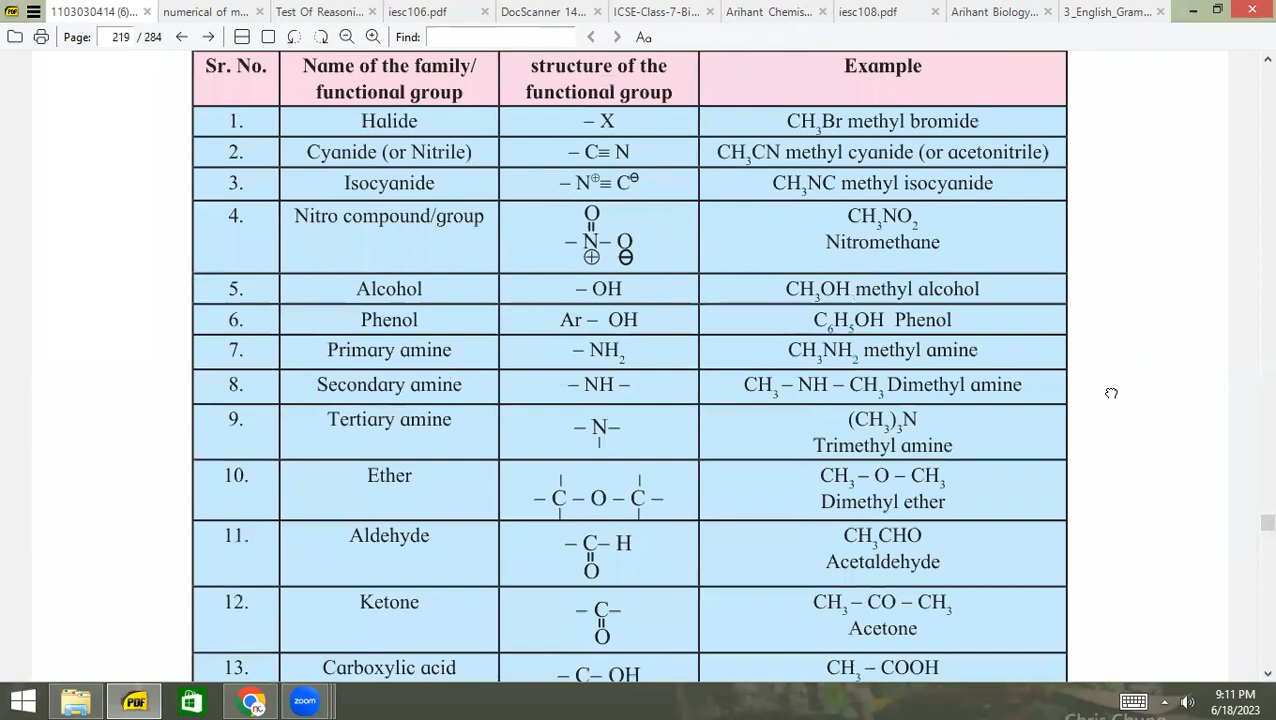 1103030414 (6)...
numerical of m...
Test Of Reasoni...
iesc106.pdf
DocScanner 14...
ICSE-Class-7-Bi...
Arihant Chemis...
iesc108.pdf
Arihant Biology...
3_English_Gram...
Page: 219 / 284
Find:
Aa
Sr. No. Name of the family/ functional group structure of the functional group Example
1. Halide – X CH₃Br methyl bromide
2. Cyanide (or Nitrile) – C≡ N CH₃CN methyl cyanide (or acetonitrile)
3. Isocyanide – N⊕≡ C⊖ CH₃NC methyl isocyanide
4. Nitro compound/group
O
||
– N– O
⊕ ⊖
CH₃NO₂
Nitromethane
5. Alcohol – OH CH₃OH methyl alcohol
6. Phenol Ar – OH C₆H₅OH Phenol
7. Primary amine – NH₂ CH₃NH₂ methyl amine
8. Secondary amine – NH – CH₃ – NH – CH₃ Dimethyl amine
9. Tertiary amine
– N–
|
(CH₃)₃N
Trimethyl amine
10. Ether
| |
– C – O – C –
| |
CH₃ – O – CH₃
Dimethyl ether
11. Aldehyde
– C– H
||
O
CH₃CHO
Acetaldehyde
12. Ketone
– C–
||
O
CH₃ – CO – CH₃
Acetone
13. Carboxylic acid – C– OH CH₃ – COOH
PDF
zoom
9:11 PM
6/18/2023
Chris Chung